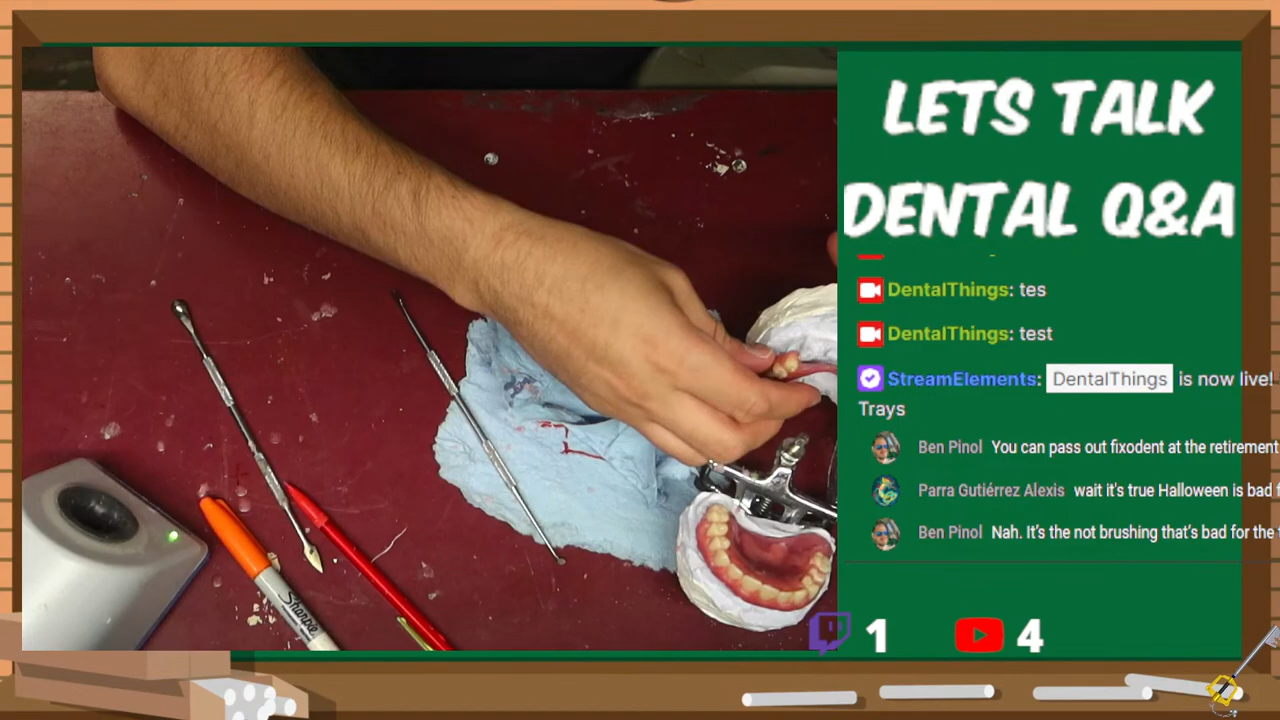 LETS TALK
DENTAL Q&A
DentalThings: tes
DentalThings: test
StreamElements: DentalThings is now live!
Trays
Ben Pinol You can pass out fixodent at the retirement
Parra Gutiérrez Alexis wait it's true Halloween is bad
Ben Pinol Nah. It's the not brushing that's bad for the
Sharpie
1
4